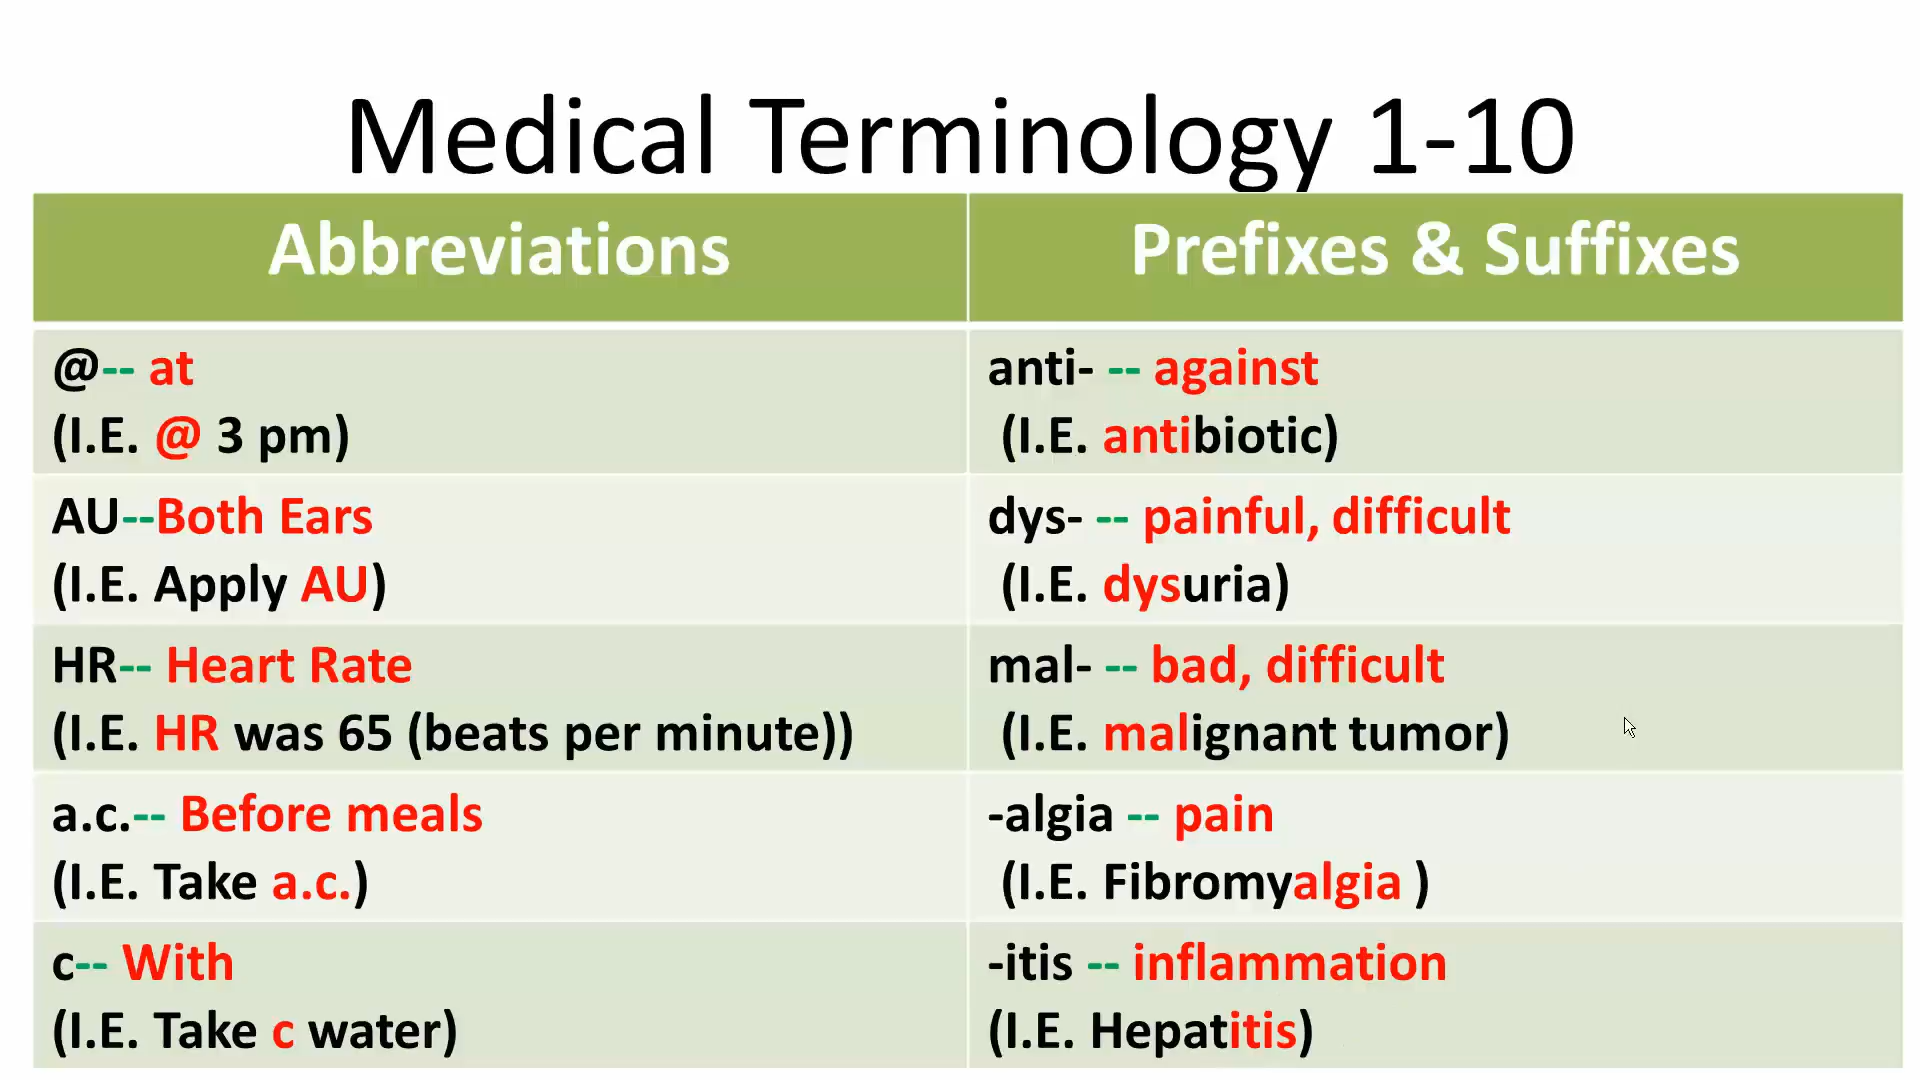 Medical Terminology 1-10
Abbreviations
Prefixes & Suffixes
@-- at
(I.E. @ 3 pm)
anti- -- against
(I.E. antibiotic)
AU--Both Ears
(I.E. Apply AU)
dys- -- painful, difficult
(I.E. dysuria)
HR-- Heart Rate
(I.E. HR was 65 (beats per minute))
mal- -- bad, difficult
(I.E. malignant tumor)
a.c.-- Before meals
(I.E. Take a.c.)
-algia -- pain
(I.E. Fibromyalgia )
c-- With
(I.E. Take c water)
-itis -- inflammation
(I.E. Hepatitis)